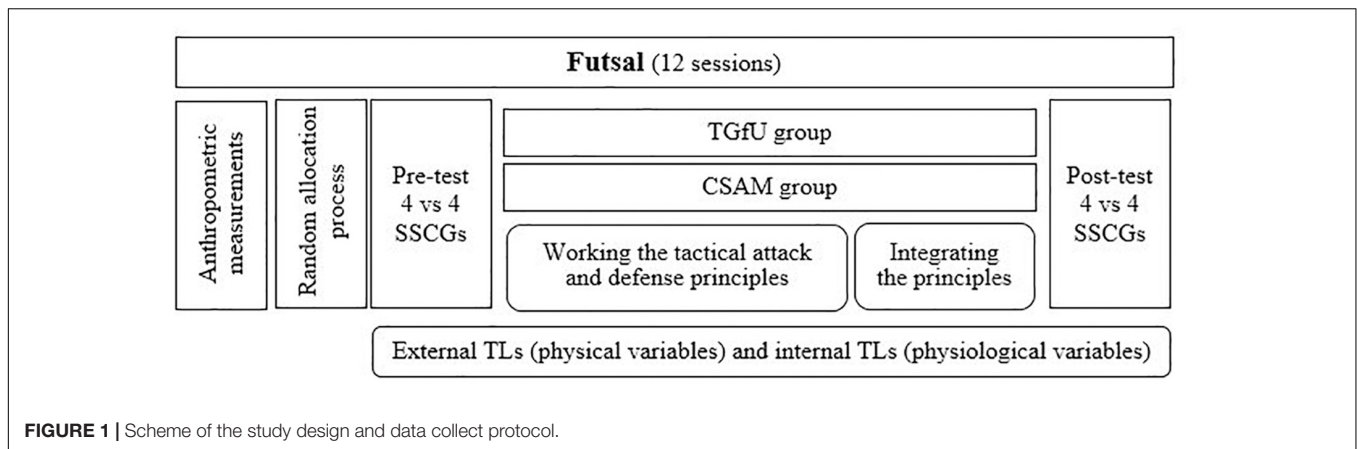 Futsal (12 sessions)
Anthropometric
measurements
Random allocation
process
Pre-test
4 vs 4
SSCGs
TGfU group
CSAM group
Working the tactical attack
and defense principles
Integrating
the principles
Post-test
4 vs 4
SSCGs
External TLs (physical variables) and internal TLs (physiological variables)
FIGURE 1 | Scheme of the study design and data collect protocol.